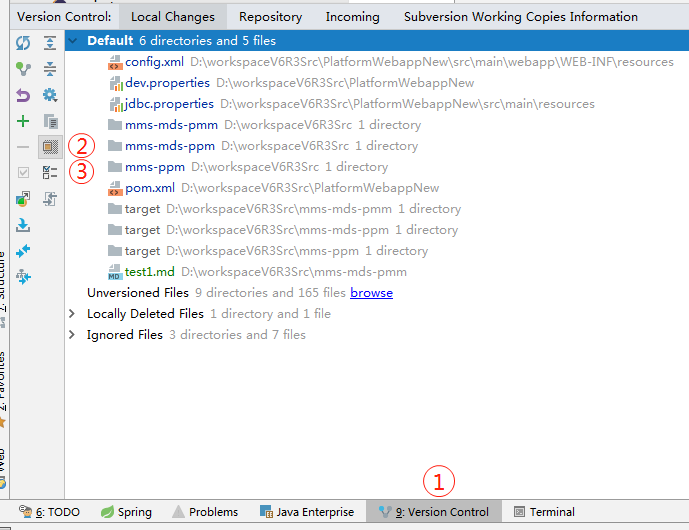 Version Control: Local Changes Repository Incoming Subversion Working Copies Information
Default 6 directories and 5 files
config.xml D:\workspaceV6R3Src\PlatformWebappNew\src\main\webapp\WEB-INF\resources
dev.properties D:\workspaceV6R3Src\PlatformWebappNew
jdbc.properties D:\workspaceV6R3Src\PlatformWebappNew\src\main\resources
mms-mds-pmm D:\workspaceV6R3Src 1 directory
② mms-mds-ppm D:\workspaceV6R3Src 1 directory
③ mms-ppm D:\workspaceV6R3Src 1 directory
pom.xml D:\workspaceV6R3Src\PlatformWebappNew
target D:\workspaceV6R3Src\mms-mds-pmm 1 directory
target D:\workspaceV6R3Src\mms-mds-ppm 1 directory
target D:\workspaceV6R3Src\mms-ppm 1 directory
MD test1.md D:\workspaceV6R3Src\mms-mds-pmm
Unversioned Files 9 directories and 165 files browse
Locally Deleted Files 1 directory and 1 file
Ignored Files 3 directories and 7 files
Z: Structure
2: Favorites
Web
①
6: TODO Spring Problems Java Enterprise 9: Version Control Terminal